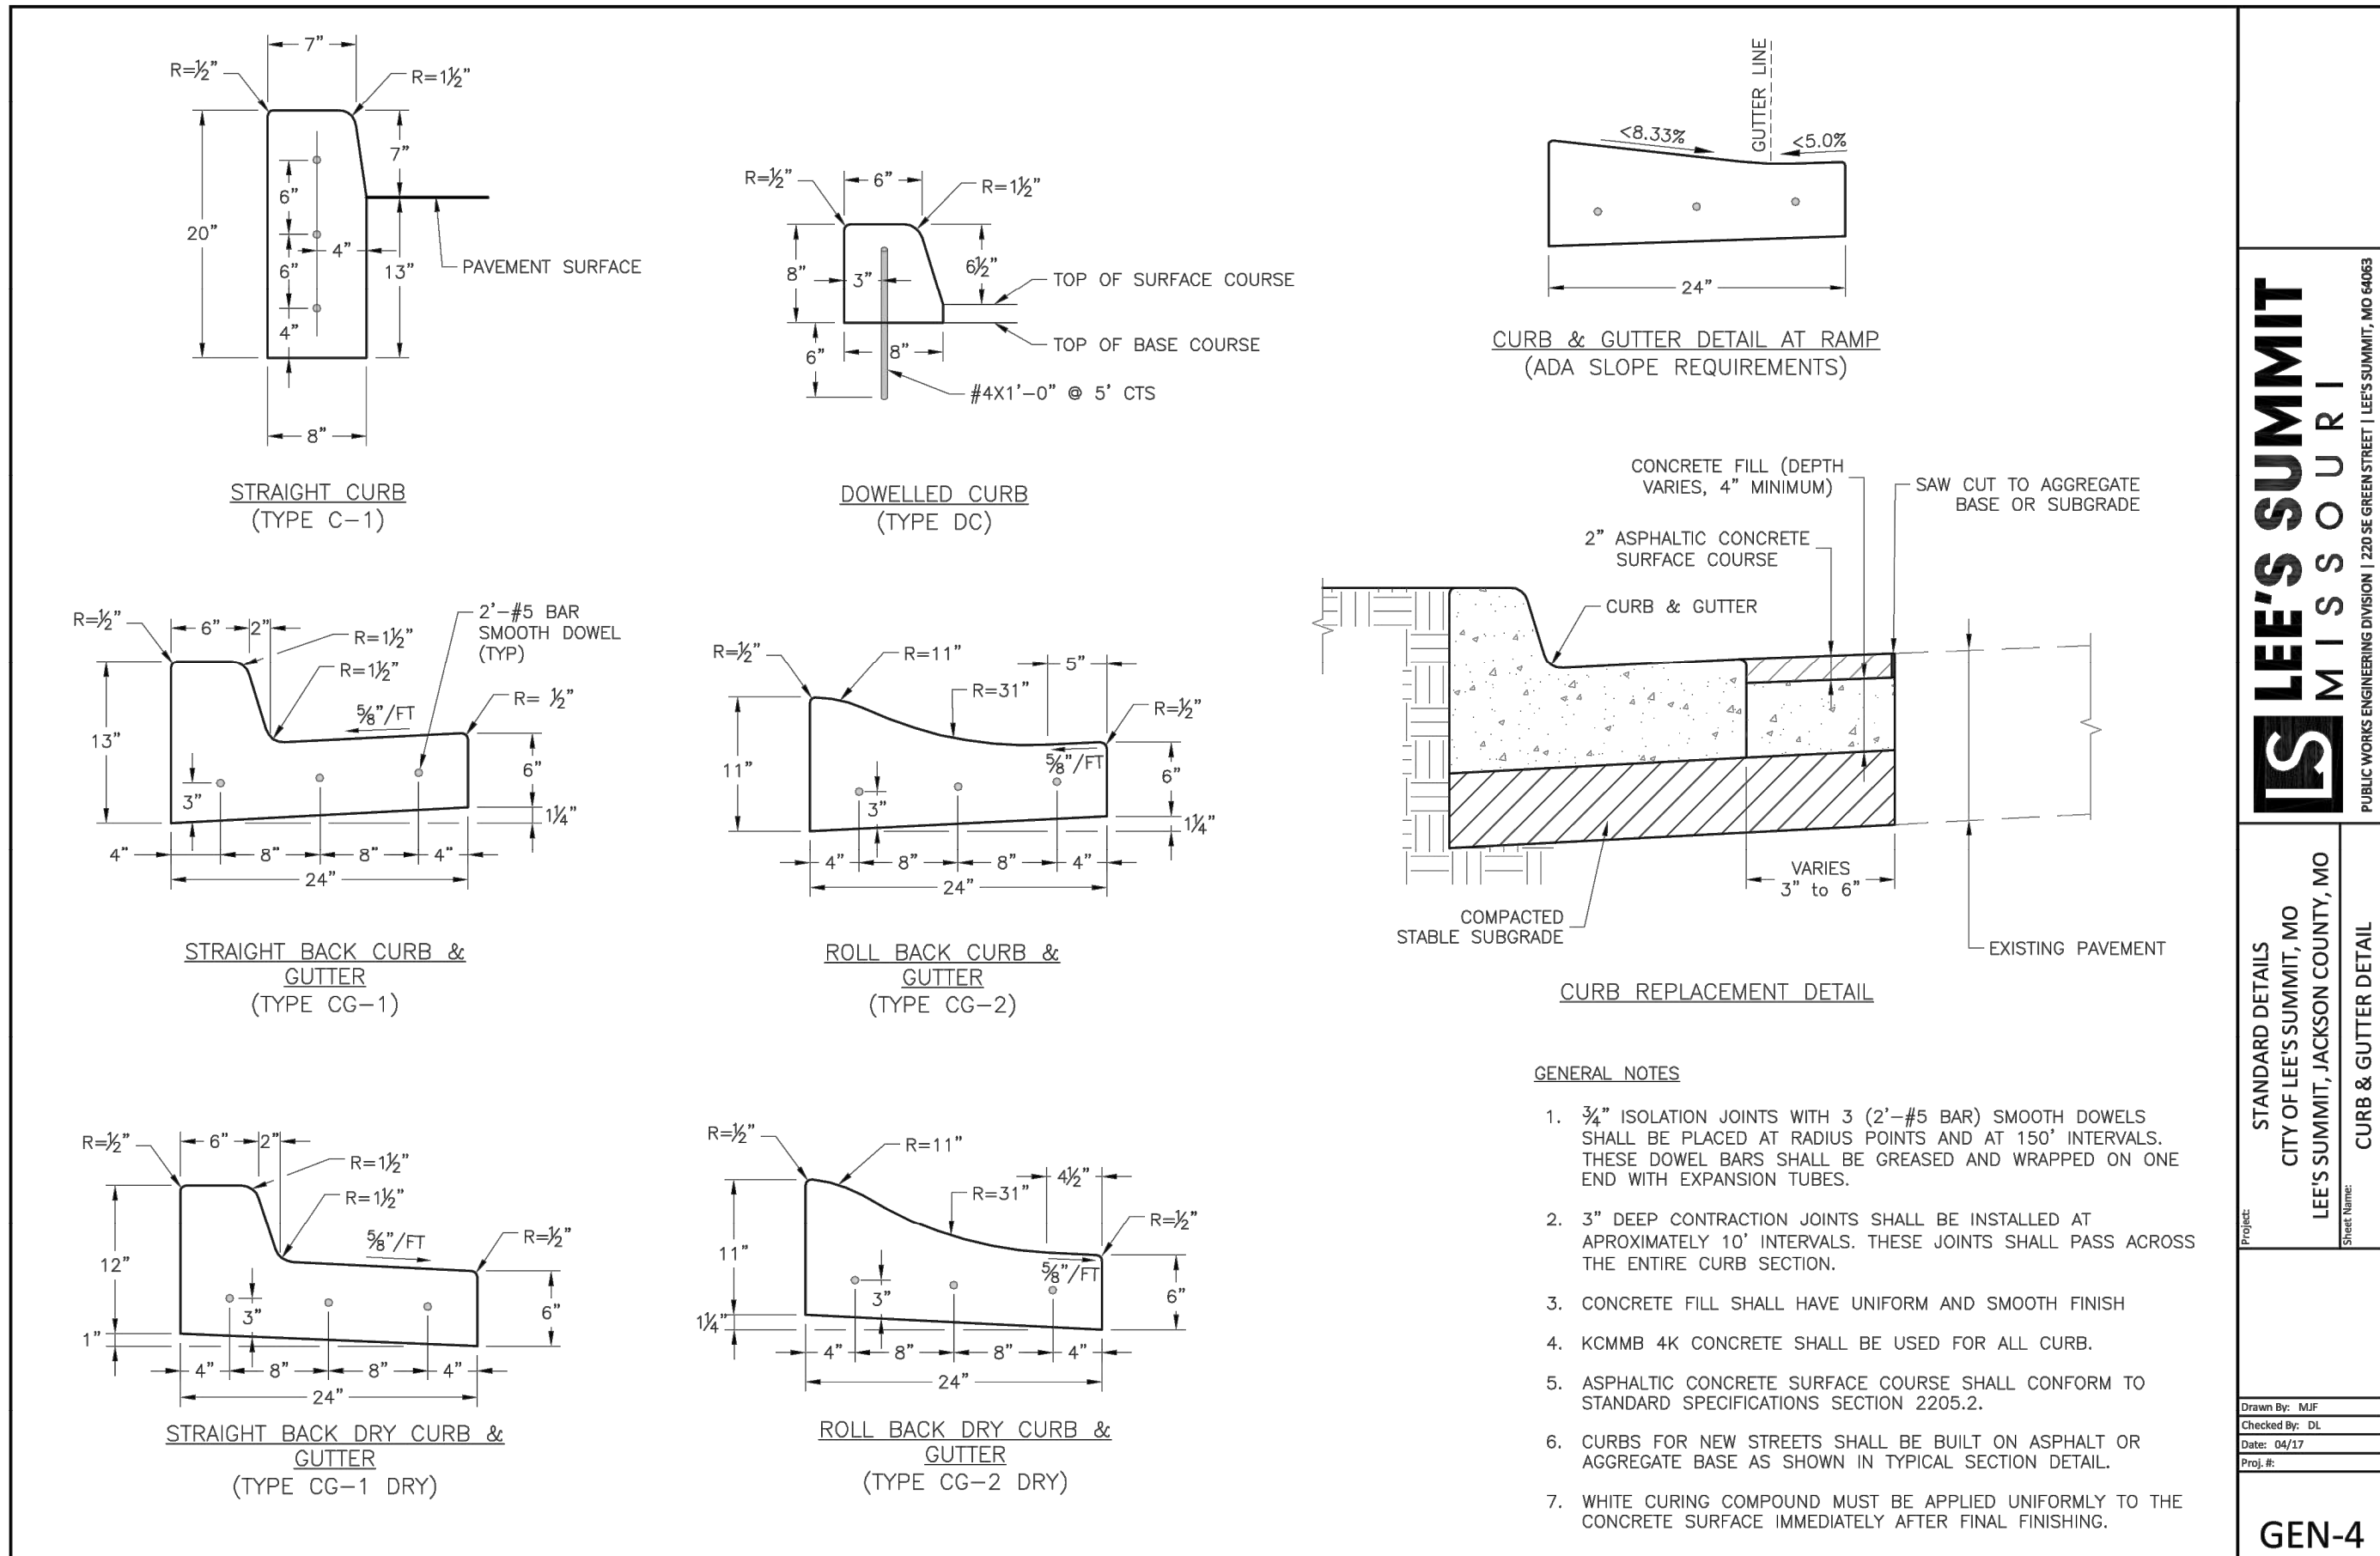 7”
R=½”
R=1½”
7”
6”
20”
4”
6”
13”
PAVEMENT SURFACE
4”
8”
STRAIGHT CURB
(TYPE C-1)
R=½”
6”
R=1½”
8”
3”
6½”
TOP OF SURFACE COURSE
6”
8”
TOP OF BASE COURSE
#4X1’-0” @ 5’ CTS
DOWELLED CURB
(TYPE DC)
GUTTER LINE
<8.33%
<5.0%
24”
CURB & GUTTER DETAIL AT RAMP
(ADA SLOPE REQUIREMENTS)
R=½”
6”
2”
R=1½”
R=1½”
2’-#5 BAR
SMOOTH DOWEL
(TYP)
R= ½”
⅝”/FT
13”
3”
6”
1¼”
4”
8”
8”
4”
24”
STRAIGHT BACK CURB &
GUTTER
(TYPE CG-1)
R=½”
R=11”
5”
R=31”
R=½”
11”
⅝”/FT
6”
3”
1¼”
4”
8”
8”
4”
24”
ROLL BACK CURB &
GUTTER
(TYPE CG-2)
CONCRETE FILL (DEPTH
VARIES, 4” MINIMUM)
SAW CUT TO AGGREGATE
BASE OR SUBGRADE
2” ASPHALTIC CONCRETE
SURFACE COURSE
CURB & GUTTER
VARIES
3” to 6”
COMPACTED
STABLE SUBGRADE
EXISTING PAVEMENT
CURB REPLACEMENT DETAIL
R=½”
6”
2”
R=1½”
R=1½”
⅝”/FT
R=½”
12”
3”
6”
1”
4”
8”
8”
4”
24”
STRAIGHT BACK DRY CURB &
GUTTER
(TYPE CG-1 DRY)
R=½”
R=11”
4½”
R=31”
R=½”
11”
⅝”/FT
3”
6”
1¼”
4”
8”
8”
4”
24”
ROLL BACK DRY CURB &
GUTTER
(TYPE CG-2 DRY)
GENERAL NOTES
1. ¾” ISOLATION JOINTS WITH 3 (2’-#5 BAR) SMOOTH DOWELS
SHALL BE PLACED AT RADIUS POINTS AND AT 150’ INTERVALS.
THESE DOWEL BARS SHALL BE GREASED AND WRAPPED ON ONE
END WITH EXPANSION TUBES.
2. 3” DEEP CONTRACTION JOINTS SHALL BE INSTALLED AT
APROXIMATELY 10’ INTERVALS. THESE JOINTS SHALL PASS ACROSS
THE ENTIRE CURB SECTION.
3. CONCRETE FILL SHALL HAVE UNIFORM AND SMOOTH FINISH
4. KCMMB 4K CONCRETE SHALL BE USED FOR ALL CURB.
5. ASPHALTIC CONCRETE SURFACE COURSE SHALL CONFORM TO
STANDARD SPECIFICATIONS SECTION 2205.2.
6. CURBS FOR NEW STREETS SHALL BE BUILT ON ASPHALT OR
AGGREGATE BASE AS SHOWN IN TYPICAL SECTION DETAIL.
7. WHITE CURING COMPOUND MUST BE APPLIED UNIFORMLY TO THE
CONCRETE SURFACE IMMEDIATELY AFTER FINAL FINISHING.
LS
LEE'S SUMMIT
MISSOURI
PUBLIC WORKS ENGINEERING DIVISION | 220 SE GREEN STREET | LEE'S SUMMIT, MO 64063
Project:
STANDARD DETAILS
CITY OF LEE'S SUMMIT, MO
LEE'S SUMMIT, JACKSON COUNTY, MO
Sheet Name:
CURB & GUTTER DETAIL
Drawn By: MJF
Checked By: DL
Date: 04/17
Proj. #:
GEN-4